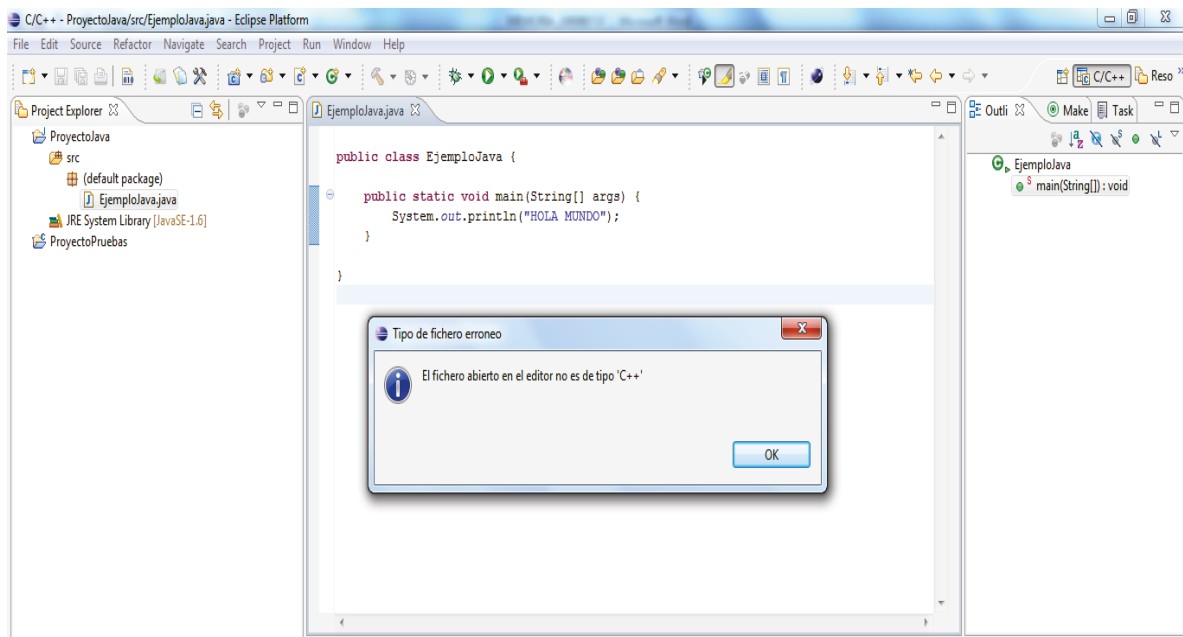 C/C++ - ProyectoJava/src/EjemploJava.java - Eclipse Platform
File Edit Source Refactor Navigate Search Project Run Window Help
C/C++ Reso
Project Explorer
EjemploJava.java
Outli Make Task
ProyectoJava
src
(default package)
EjemploJava.java
JRE System Library [JavaSE-1.6]
ProyectoPruebas
public class EjemploJava {
public static void main(String[] args) {
System.out.println("HOLA MUNDO");
}
}
EjemploJava
main(String[]) : void
Tipo de fichero erroneo
El fichero abierto en el editor no es de tipo 'C++'
OK